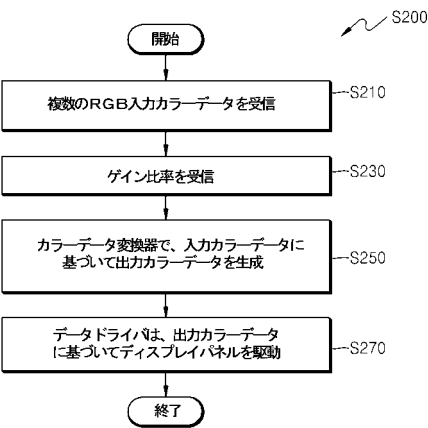 S200
開始
複数のRGB入力カラーデータを受信
S210
ゲイン比率を受信
S230
カラーデータ変換器で、入力カラーデータに
基づいて出力カラーデータを生成
S250
データドライバは、出力カラーデータ
に基づいてディスプレイパネルを駆動
S270
終了